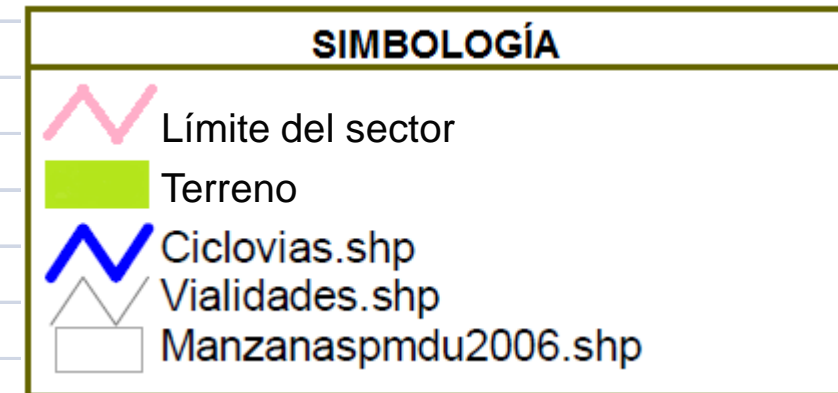 SIMBOLOGÍA
Límite del sector
Terreno
Ciclovias.shp
Vialidades.shp
Manzanaspmdu2006.shp